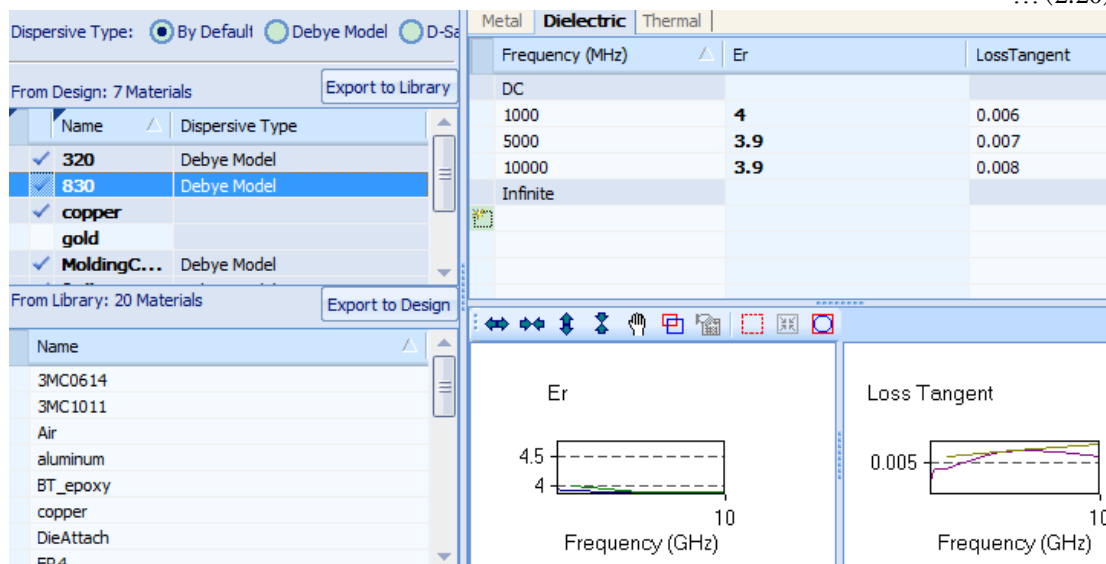 ... (2.26)
Dispersive Type: By Default Debye Model D-Sa
From Design: 7 Materials Export to Library
Name Dispersive Type
320 Debye Model
830 Debye Model
copper
gold
MoldingC... Debye Model
From Library: 20 Materials Export to Design
Name
3MC0614
3MC1011
Air
aluminum
BT_epoxy
copper
DieAttach
FR4
Metal Dielectric Thermal
Frequency (MHz) Er LossTangent
DC
1000 4 0.006
5000 3.9 0.007
10000 3.9 0.008
Infinite
Er
4.5
4
10
Frequency (GHz)
Loss Tangent
0.005
10
Frequency (GHz)